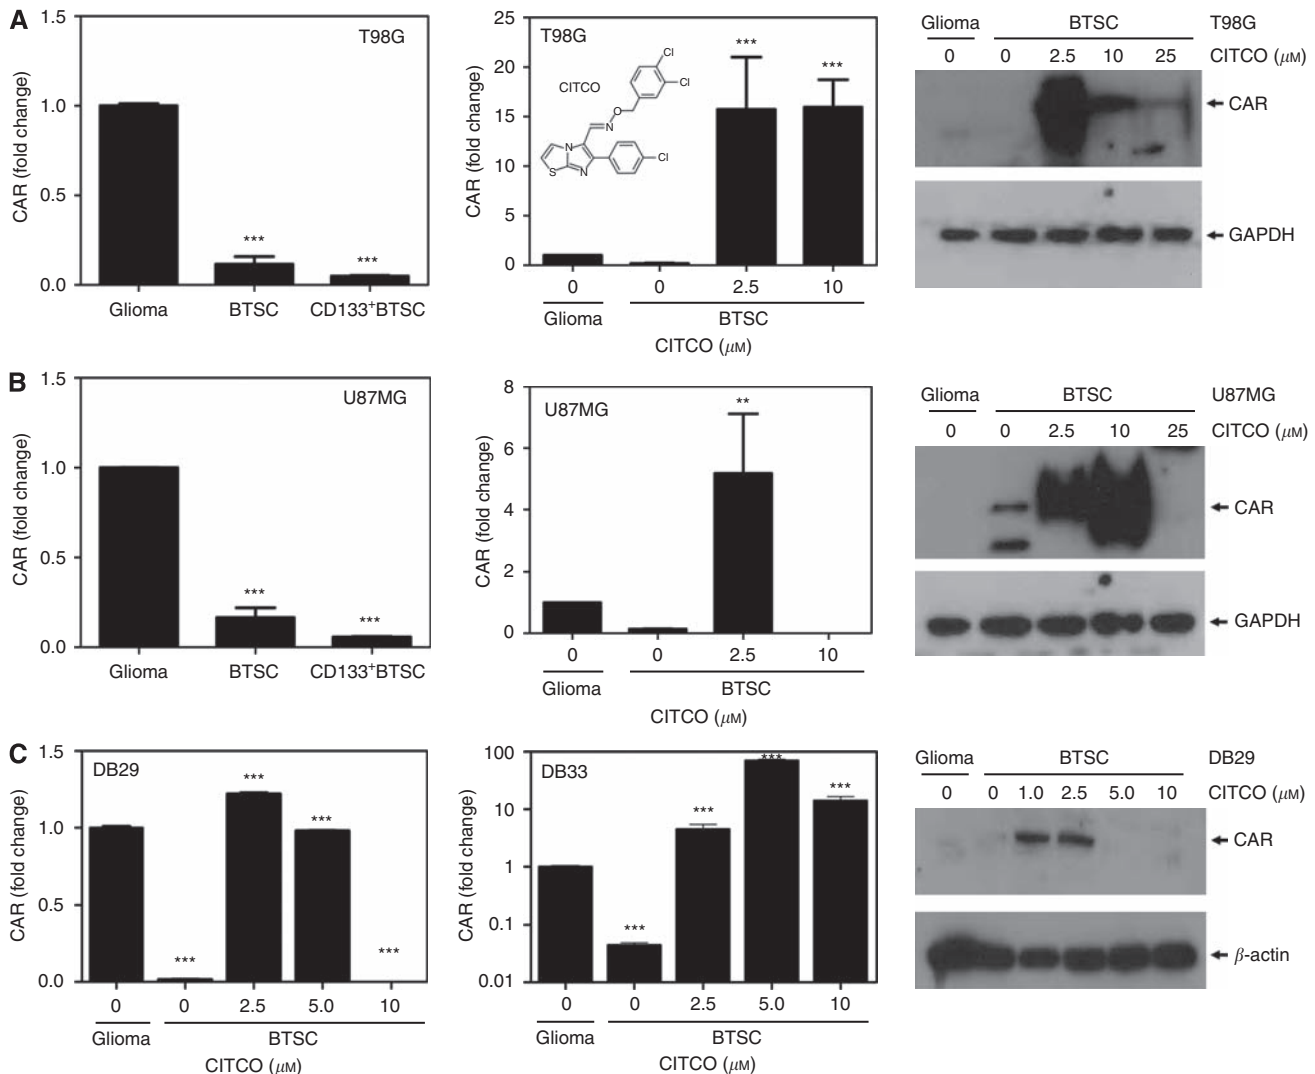 A
1.5
1.0
0.5
0.0
CAR (fold change)
T98G
***
***
Glioma
BTSC
CD133+BTSC
25
20
15
10
5
0
CAR (fold change)
T98G
CITCO
Cl
Cl
O
N
N
Cl
S
N
***
***
0
0
2.5
10
Glioma
BTSC
CITCO (μM)
Glioma
BTSC
T98G
0
0
2.5
10
25
CITCO (μM)
CAR
GAPDH
B
1.5
1.0
0.5
0.0
CAR (fold change)
U87MG
***
***
Glioma
BTSC
CD133+BTSC
8
6
4
2
0
CAR (fold change)
U87MG
**
0
0
2.5
10
Glioma
BTSC
CITCO (μM)
Glioma
BTSC
U87MG
0
0
2.5
10
25
CITCO (μM)
CAR
GAPDH
C
1.5
1.0
0.5
0.0
CAR (fold change)
DB29
***
***
***
***
0
0
2.5
5.0
10
Glioma
BTSC
CITCO (μM)
100
10
1
0.1
0.01
CAR (fold change)
DB33
***
***
***
***
0
0
2.5
5.0
10
Glioma
BTSC
CITCO (μM)
Glioma
BTSC
DB29
0
0
1.0
2.5
5.0
10
CITCO (μM)
CAR
β-actin